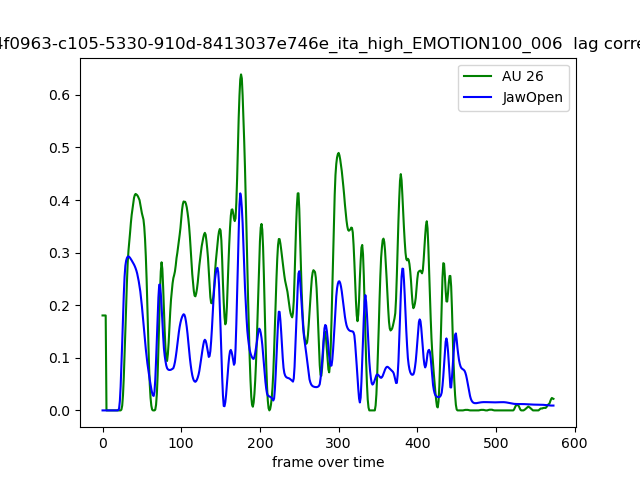 4f0963-c105-5330-910d-8413037e746e_ita_high_EMOTION100_006 lag corre
AU 26
JawOpen
0.6
0.5
0.4
0.3
0.2
0.1
0.0
0 100 200 300 400 500 600
frame over time